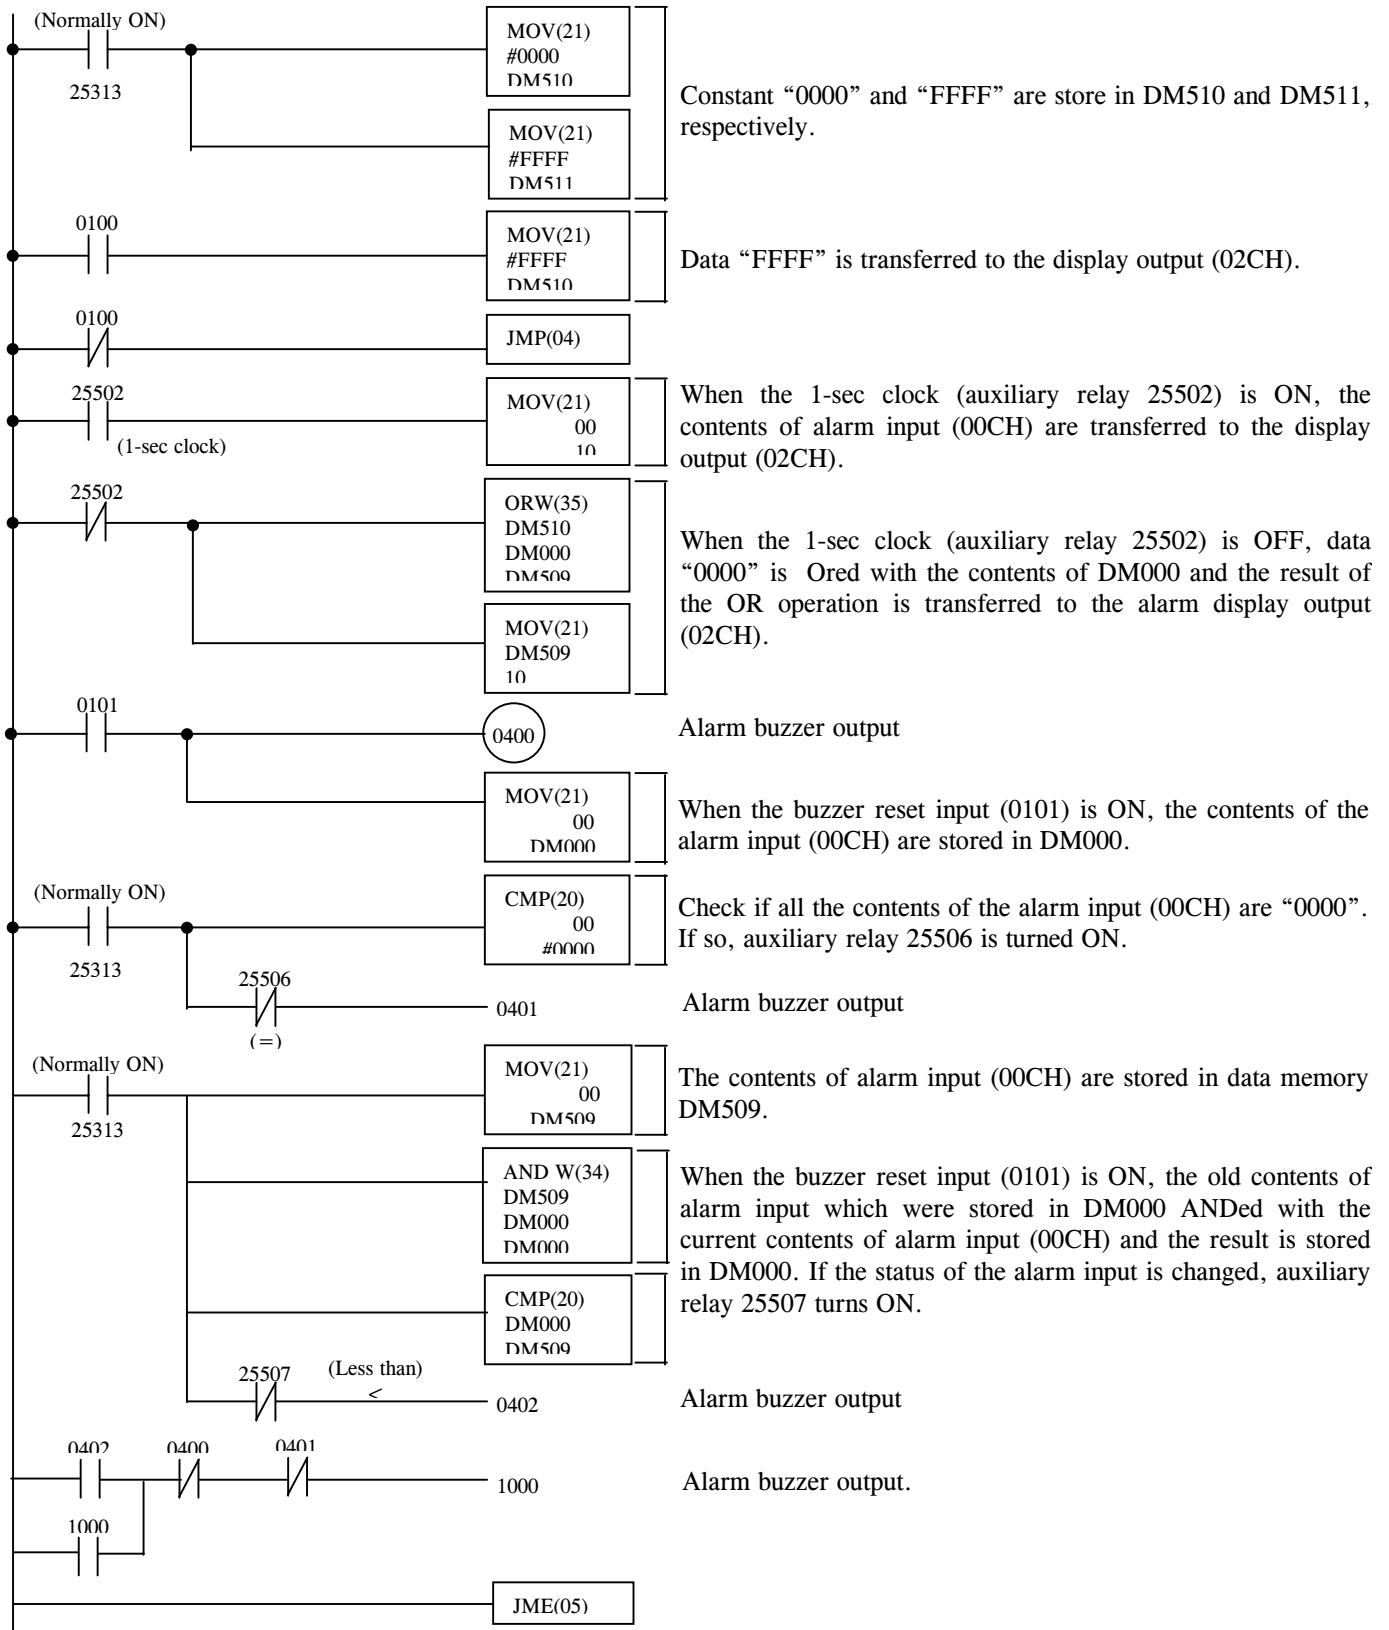 (Normally ON)
25313
MOV(21)
#0000
DM510
MOV(21)
#FFFF
DM511
Constant “0000” and “FFFF” are store in DM510 and DM511,
respectively.
0100
MOV(21)
#FFFF
DM510
Data “FFFF” is transferred to the display output (02CH).
0100
JMP(04)
25502
(1-sec clock)
MOV(21)
00
10
When the 1-sec clock (auxiliary relay 25502) is ON, the
contents of alarm input (00CH) are transferred to the display
output (02CH).
25502
ORW(35)
DM510
DM000
DM509
MOV(21)
DM509
10
When the 1-sec clock (auxiliary relay 25502) is OFF, data
“0000” is Ored with the contents of DM000 and the result of
the OR operation is transferred to the alarm display output
(02CH).
0101
0400
Alarm buzzer output
MOV(21)
00
DM000
When the buzzer reset input (0101) is ON, the contents of the
alarm input (00CH) are stored in DM000.
(Normally ON)
25313
CMP(20)
00
#0000
Check if all the contents of the alarm input (00CH) are “0000”.
If so, auxiliary relay 25506 is turned ON.
25506
(=)
0401
Alarm buzzer output
(Normally ON)
25313
MOV(21)
00
DM509
The contents of alarm input (00CH) are stored in data memory
DM509.
AND W(34)
DM509
DM000
DM000
When the buzzer reset input (0101) is ON, the old contents of
alarm input which were stored in DM000 ANDed with the
current contents of alarm input (00CH) and the result is stored
in DM000. If the status of the alarm input is changed, auxiliary
relay 25507 turns ON.
CMP(20)
DM000
DM509
25507
(Less than)
<
0402
Alarm buzzer output
0402
0400
0401
1000
Alarm buzzer output.
1000
JME(05)